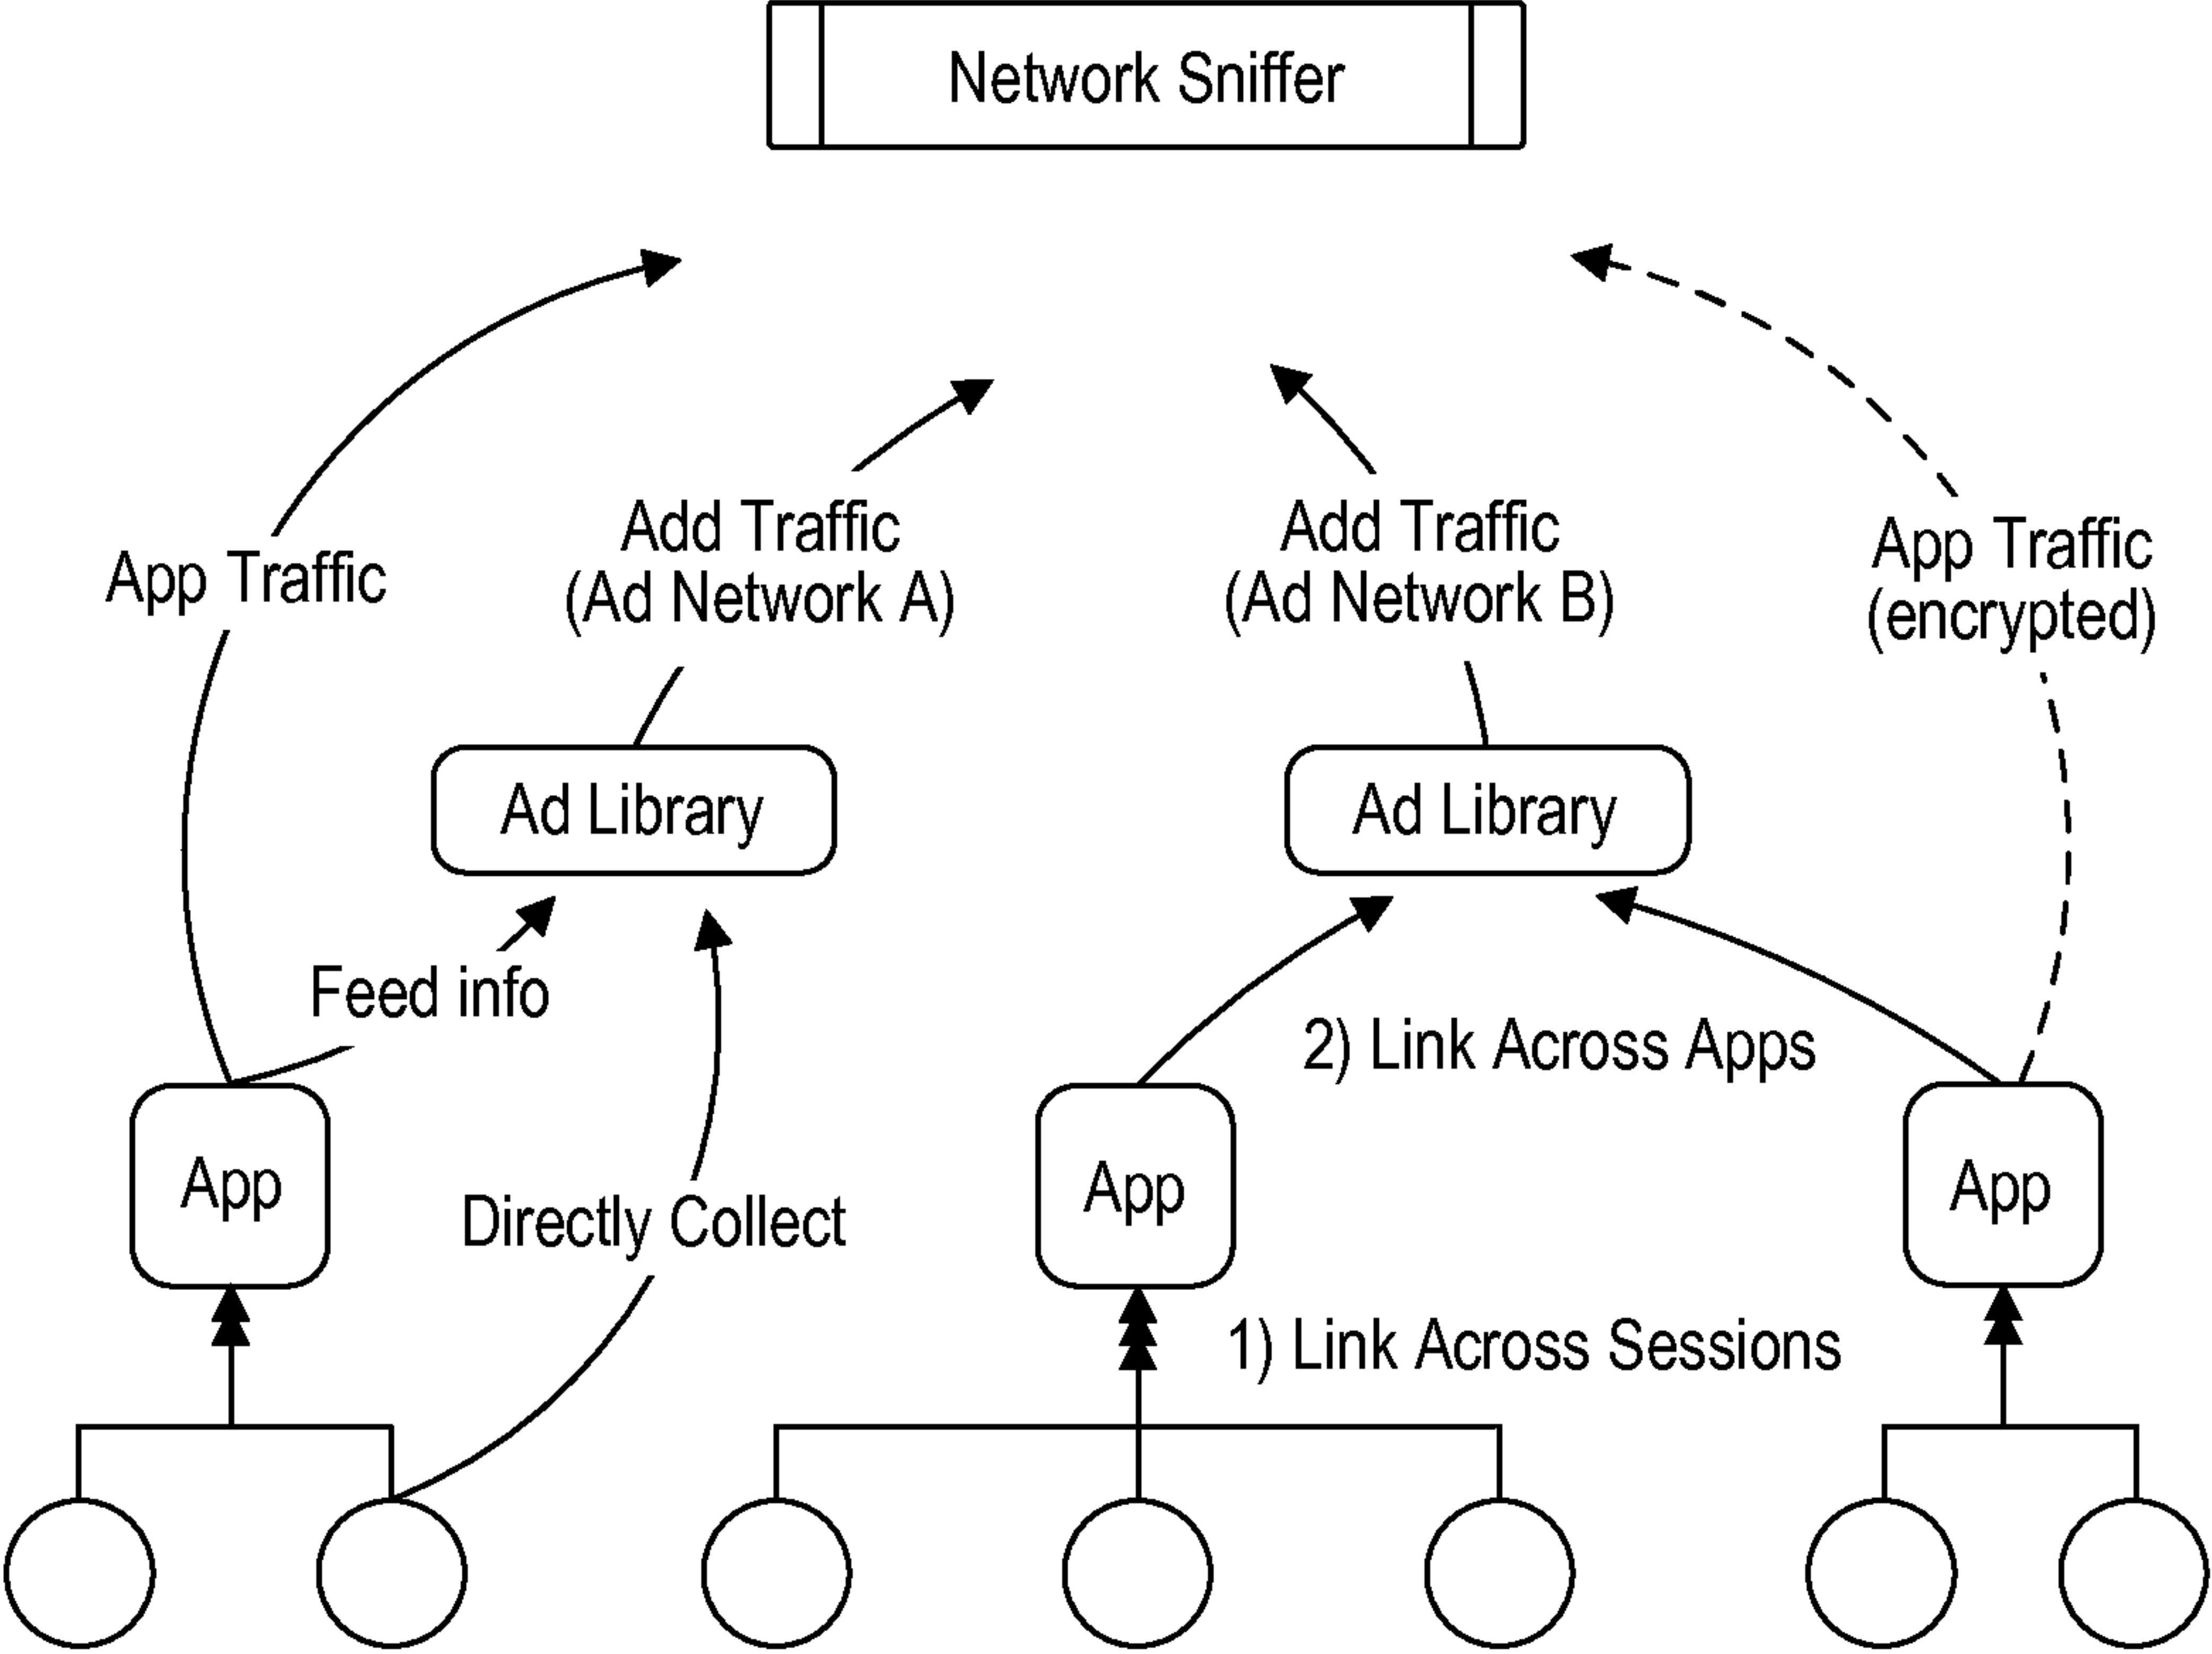 Network Sniffer
App Traffic
Add Traffic
(Ad Network A)
Add Traffic
(Ad Network B)
App Traffic
(encrypted)
Ad Library
Ad Library
Feed info
2) Link Across Apps
App
Directly Collect
App
App
1) Link Across Sessions